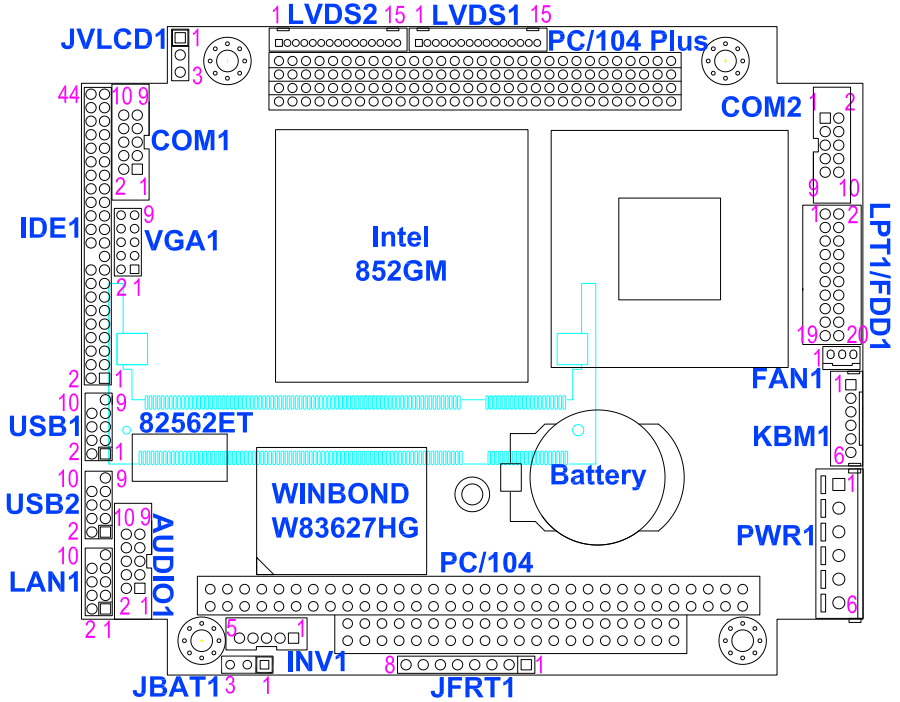 1 LVDS2 15 1 LVDS1 15
JVLCD1 1
3
PC/104 Plus
44
10 9
COM1
2 1
COM2 1 2
9 10
IDE1
9
VGA1
2 1
Intel
852GM
1 2
LPT1/FDD1
19 20
1
FAN1
2 1
10 9
USB1
2 1
82562ET
1
KBM1
6
Battery
10 9
USB2
2
WINBOND
W83627HG
1
PWR1
6
10 9
AUDIO1
2 1
10
LAN1
2 1
PC/104
5 1
INV1
JBAT1 3 1
8 1
JFRT1